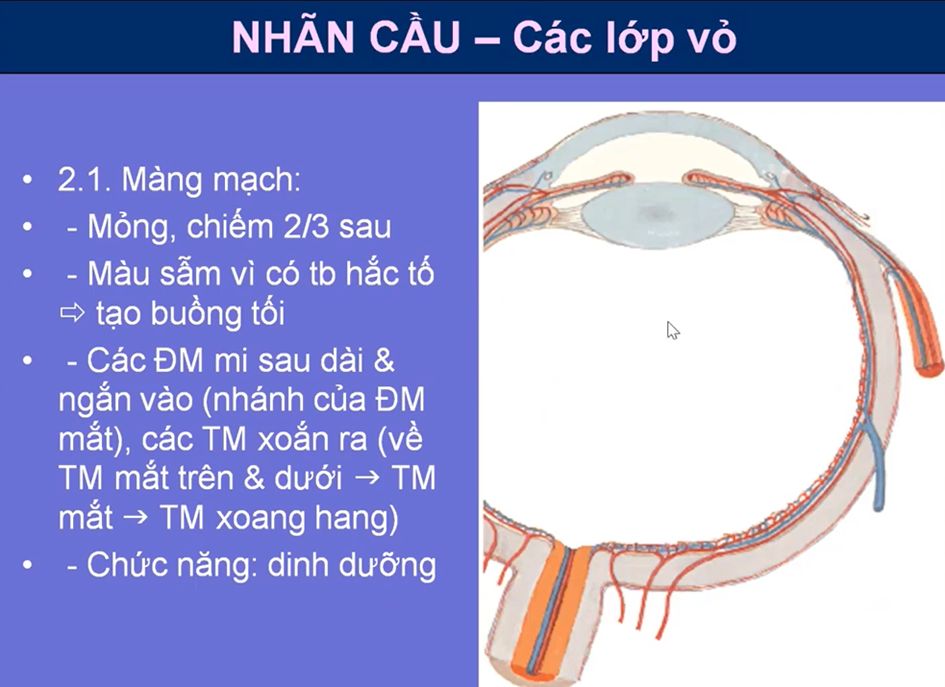 NHÃN CẦU – Các lớp vỏ
• 2.1. Màng mạch:
• - Mỏng, chiếm 2/3 sau
• - Màu sẫm vì có tb hắc tố
⇨ tạo buồng tối
• - Các ĐM mi sau dài &
ngắn vào (nhánh của ĐM
mắt), các TM xoắn ra (về
TM mắt trên & dưới → TM
mắt → TM xoang hang)
• - Chức năng: dinh dưỡng